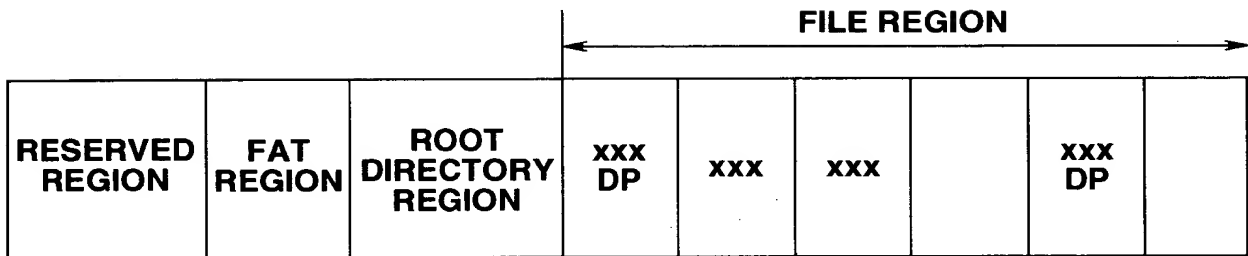 FILE REGION
RESERVED
REGION
FAT
REGION
ROOT
DIRECTORY
REGION
xxx
DP
xxx
xxx
xxx
DP